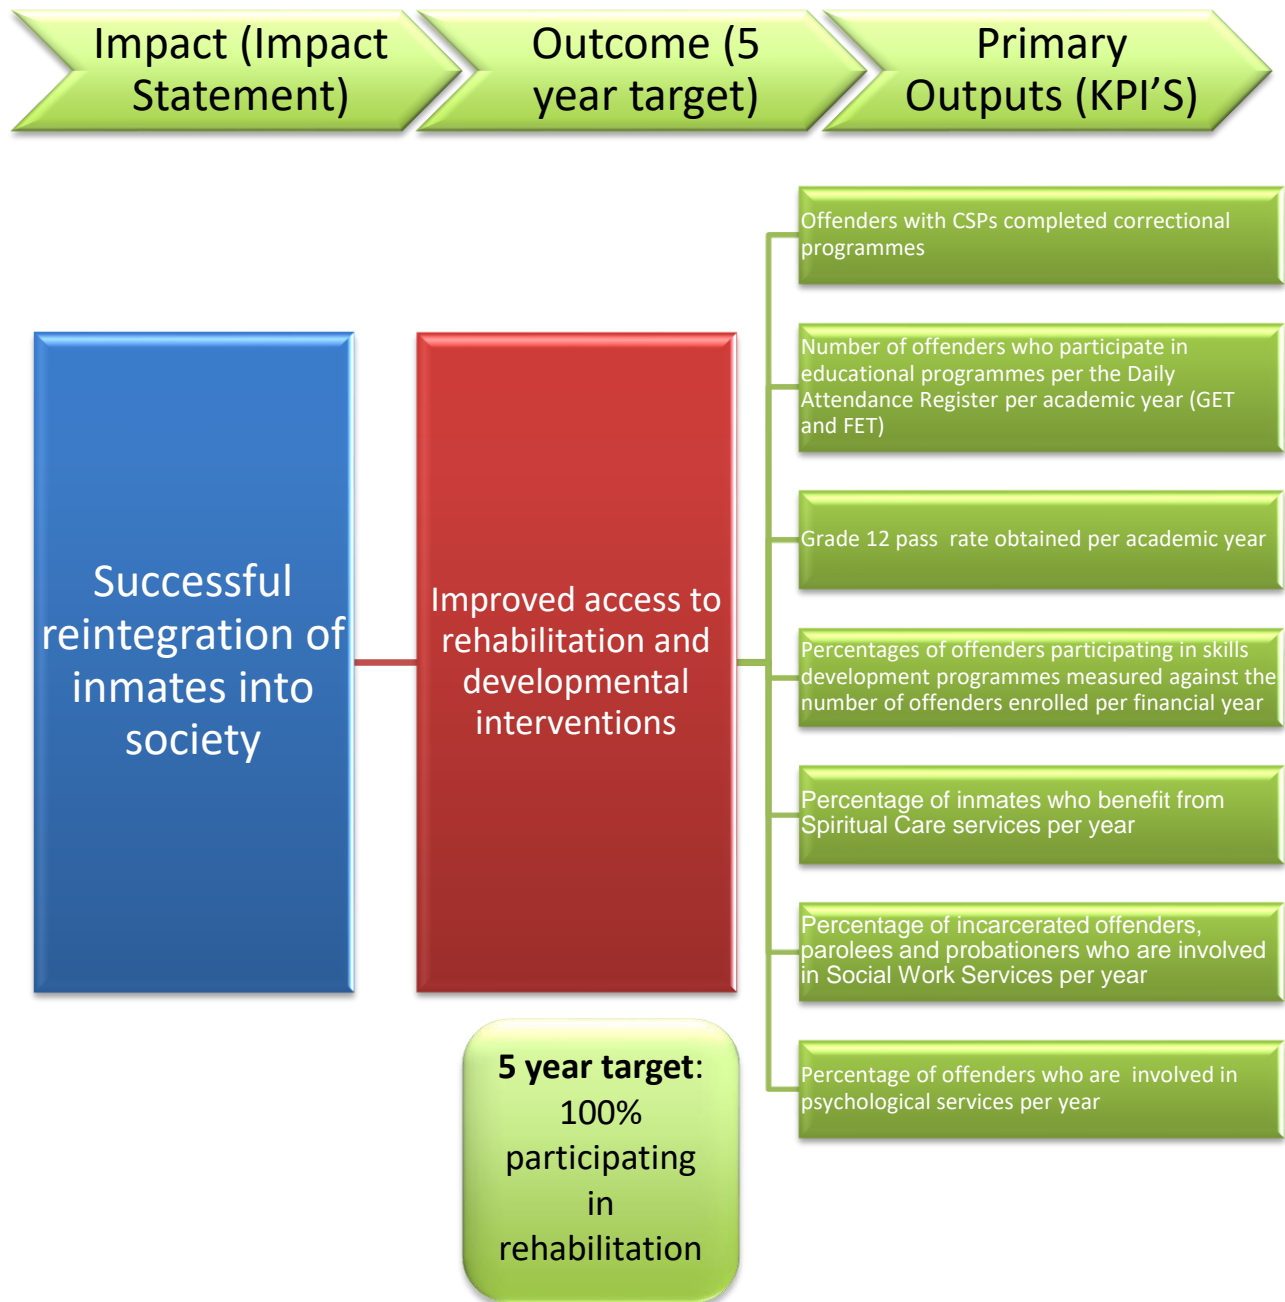 Impact (Impact
Statement)
Outcome (5
year target)
Primary
Outputs (KPI’S)
Successful
reintegration of
inmates into
society
Improved access to
rehabilitation and
developmental
interventions
5 year target:
100%
participating
in
rehabilitation
Offenders with CSPs completed correctional
programmes
Number of offenders who participate in
educational programmes per the Daily
Attendance Register per academic year (GET
and FET)
Grade 12 pass  rate obtained per academic year
Percentages of offenders participating in skills
development programmes measured against the
number of offenders enrolled per financial year
Percentage of inmates who benefit from
Spiritual Care services per year
Percentage of incarcerated offenders,
parolees and probationers who are involved
in Social Work Services per year
Percentage of offenders who are  involved in
psychological services per year